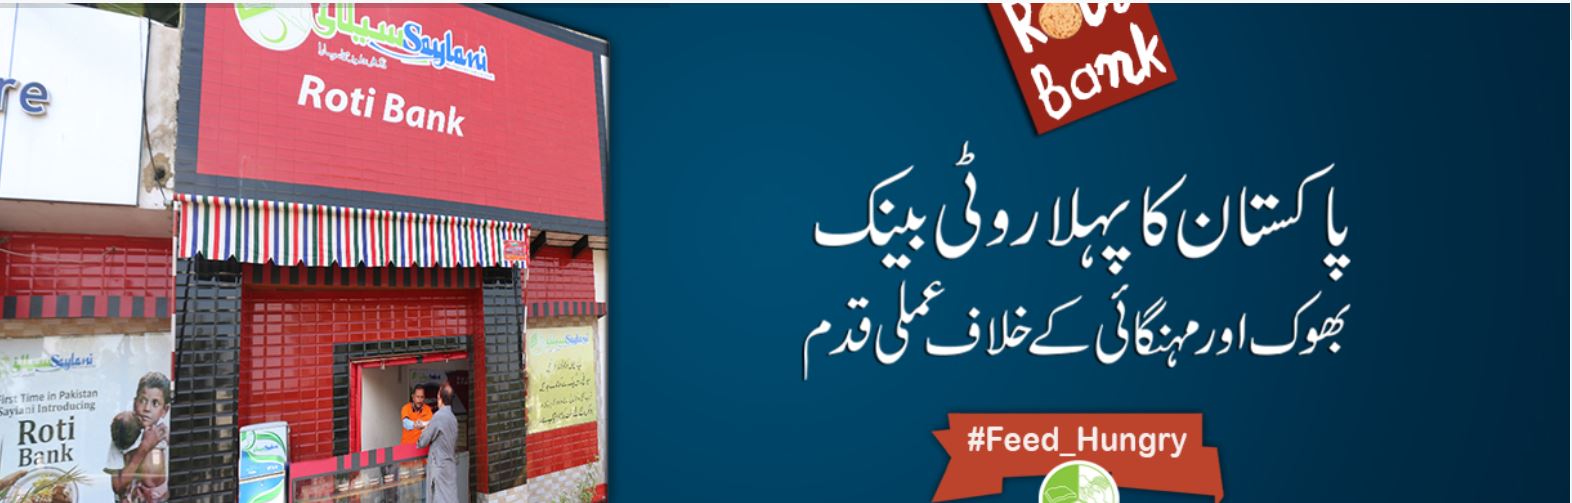 re
سیلانی Saylani
Roti Bank
Saylani
First Time in Pakistan
Saylani Introducing
Roti
Bank
Roti
Bank
پاکستان کا پہلا روٹی بینک
بھوک اور مہنگائی کے خلاف عملی قدم
#Feed_Hungry